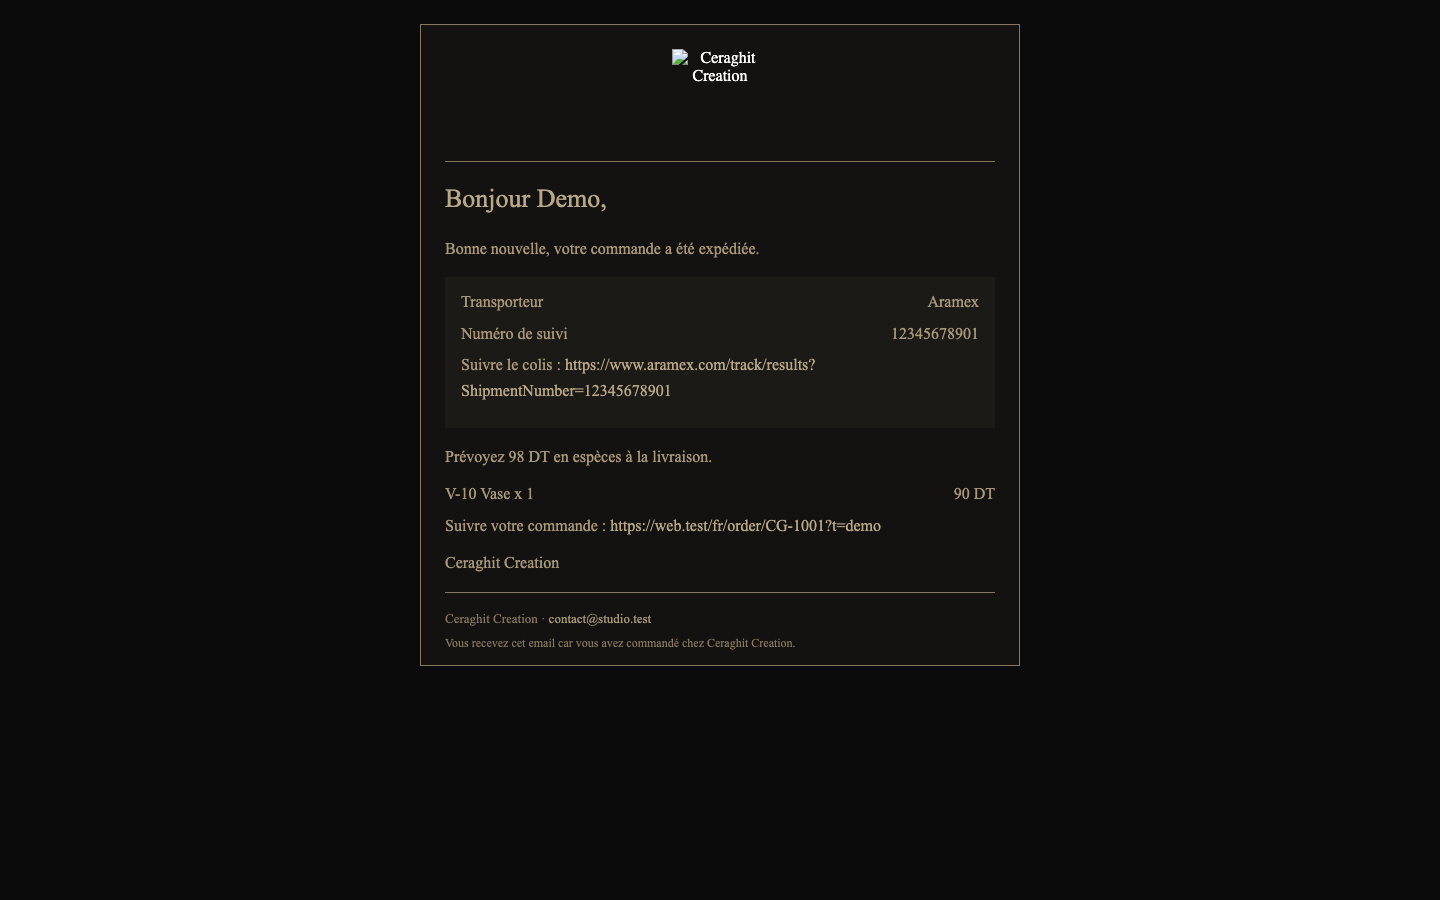 Ceraghit
Creation
Bonjour Demo,
Bonne nouvelle, votre commande a été expédiée.
Transporteur Aramex
Numéro de suivi 12345678901
Suivre le colis : https://www.aramex.com/track/results?
ShipmentNumber=12345678901
Prévoyez 98 DT en espèces à la livraison.
V-10 Vase x 1 90 DT
Suivre votre commande : https://web.test/fr/order/CG-1001?t=demo
Ceraghit Creation
Ceraghit Creation · contact@studio.test
Vous recevez cet email car vous avez commandé chez Ceraghit Creation.